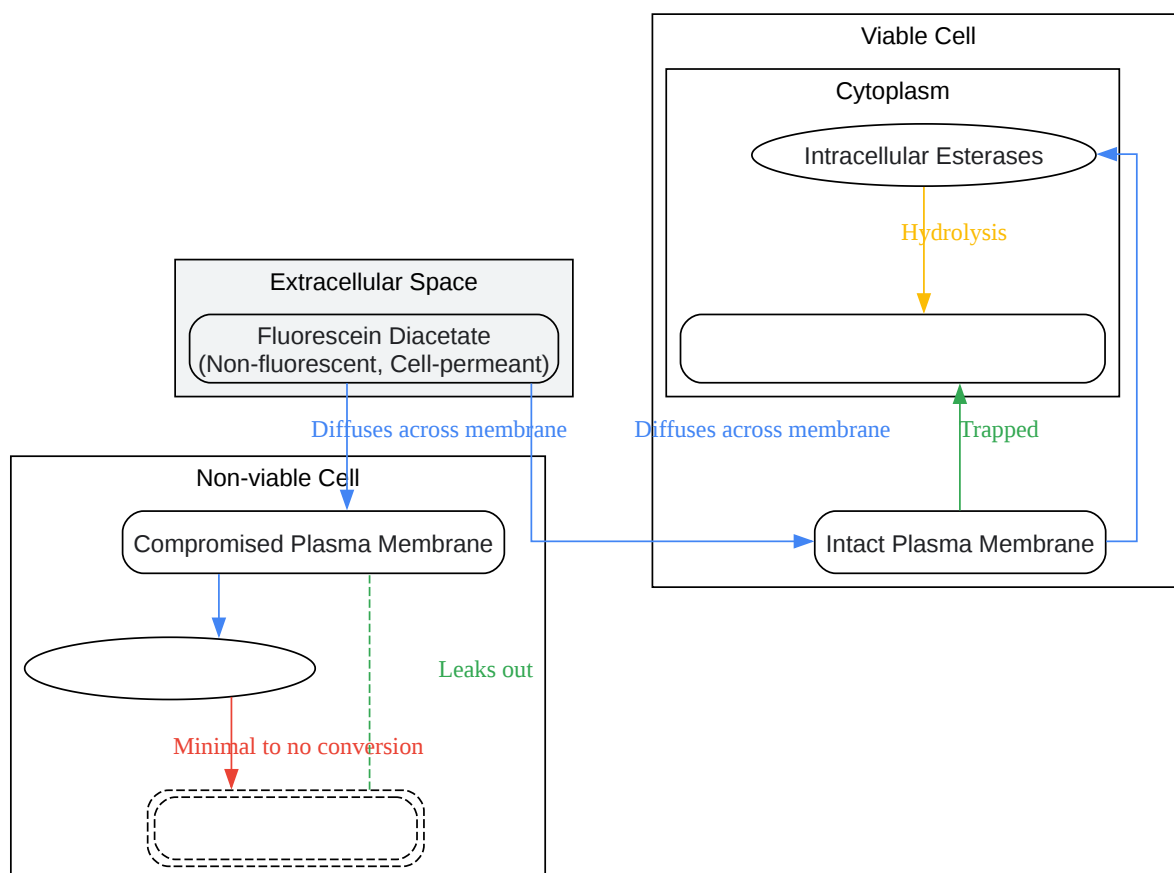 Viable Cell
Cytoplasm
Intracellular Esterases
Hydrolysis
Extracellular Space
Fluorescein Diacetate
(Non-fluorescent, Cell-permeant)
Diffuses across membrane
Diffuses across membrane
Trapped
Non-viable Cell
Compromised Plasma Membrane
Intact Plasma Membrane
Leaks out
Minimal to no conversion